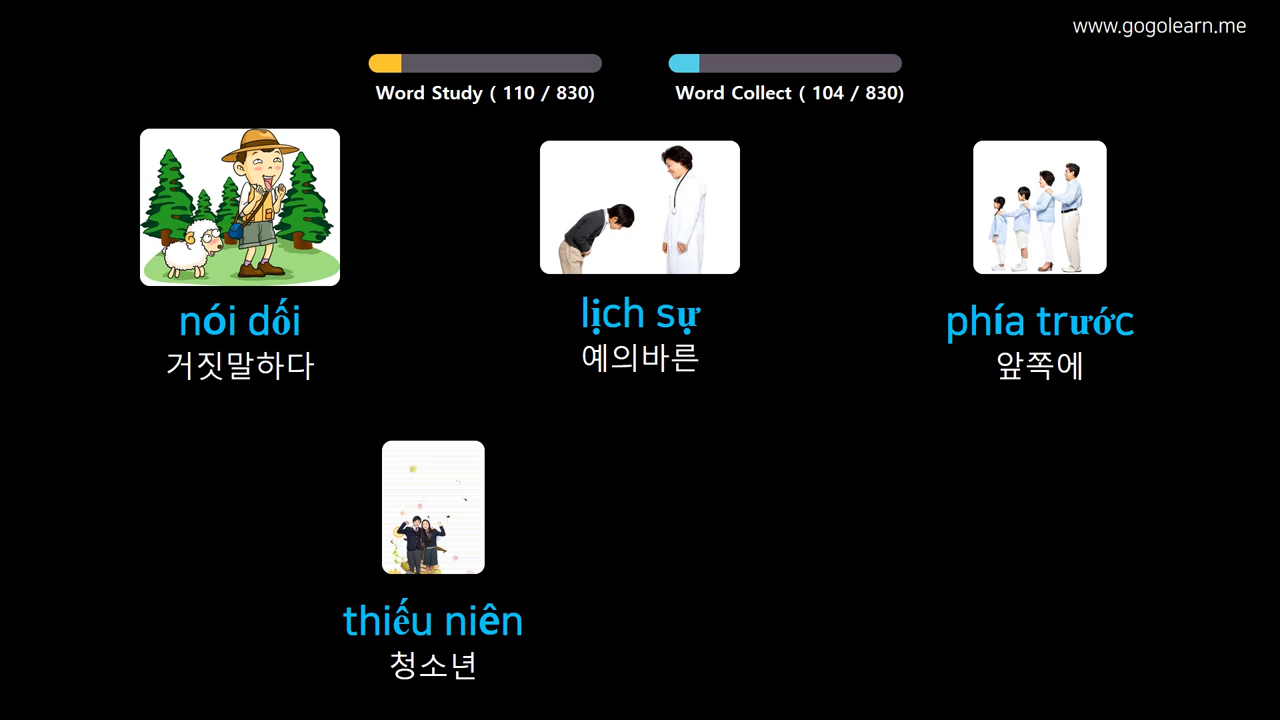 www.gogolearn.me
Word Study ( 110 / 830)
Word Collect ( 104 / 830)
nói dối
거짓말하다
lịch sự
예의바른
phía trước
앞쪽에
thiếu niên
청소년